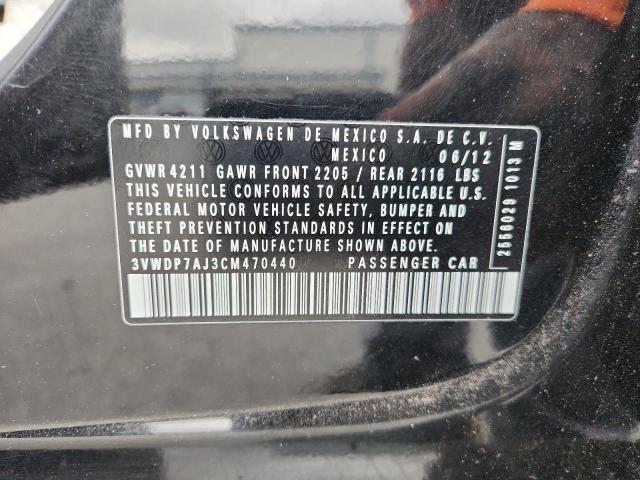 MFD BY VOLKSWAGEN DE MEXICO S.A. DE C.V.
MEXICO 06/12
GVWR 4211 GAWR FRONT 2205 / REAR 2116 LBS
THIS VEHICLE CONFORMS TO ALL APPLICABLE U.S.
FEDERAL MOTOR VEHICLE SAFETY, BUMPER AND
THEFT PREVENTION STANDARDS IN EFFECT ON
THE DATE OF MANUFACTURE SHOWN ABOVE.
3VWDP7AJ3CM470440 PASSENGER CAR
2556029 1013 M